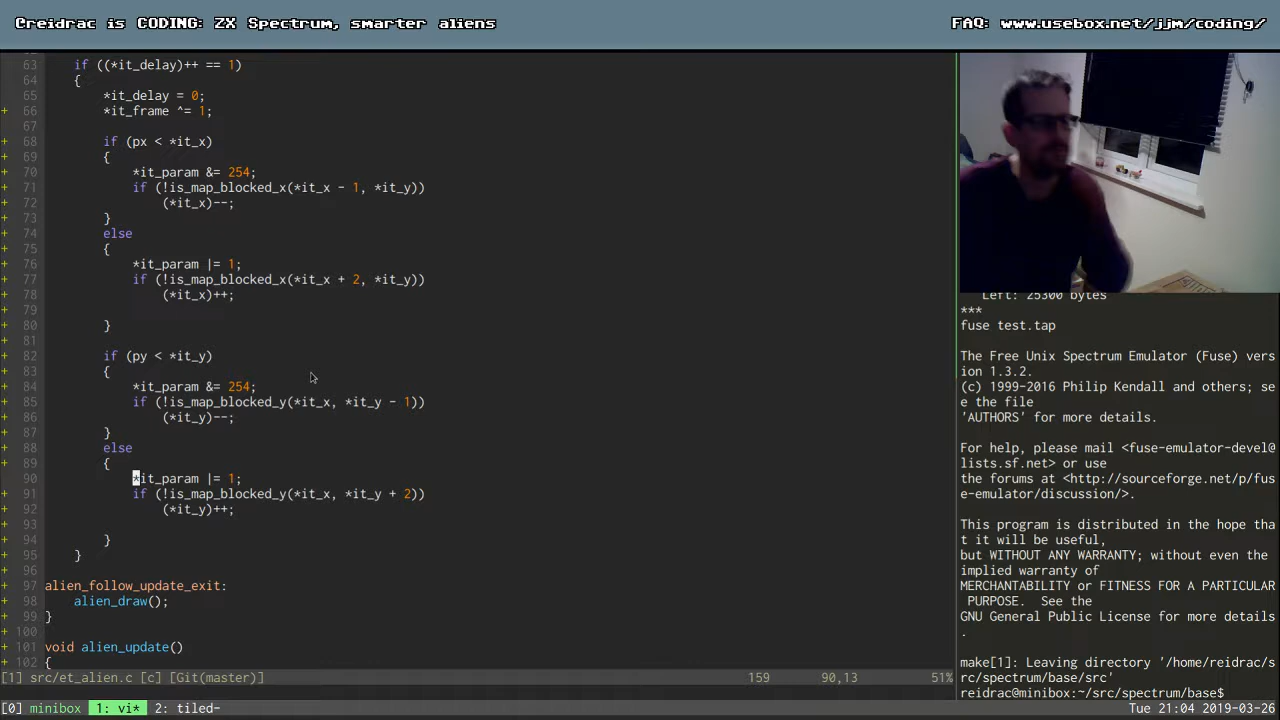 Creidrac is CODING: ZX Spectrum, smarter aliens
FAQ: www.usebox.net/jjm/coding/
63 if ((*it_delay)++ == 1)
64 {
65 *it_delay = 0;
+ 66 *it_frame ^= 1;
67
+ 68 if (px < *it_x)
+ 69 {
+ 70 *it_param &= 254;
+ 71 if (!is_map_blocked_x(*it_x - 1, *it_y))
+ 72 (*it_x)--;
+ 73 }
+ 74 else
+ 75 {
+ 76 *it_param |= 1;
+ 77 if (!is_map_blocked_x(*it_x + 2, *it_y))
+ 78 (*it_x)++;
+ 79
+ 80 }
+ 81
+ 82 if (py < *it_y)
+ 83 {
+ 84 *it_param &= 254;
+ 85 if (!is_map_blocked_y(*it_x, *it_y - 1))
+ 86 (*it_y)--;
+ 87 }
+ 88 else
+ 89 {
+ 90 *it_param |= 1;
+ 91 if (!is_map_blocked_y(*it_x, *it_y + 2))
+ 92 (*it_y)++;
+ 93
+ 94 }
+ 95 }
+ 96
+ 97 alien_follow_update_exit:
+ 98 alien_draw();
+ 99 }
+ 100
+ 101 void alien_update()
+ 102 {
[1] src/et_alien.c [c] [Git(master)] 159 90,13 51%
Left: 25300 bytes
***
fuse test.tap
The Free Unix Spectrum Emulator (Fuse) vers
ion 1.3.2.
(c) 1999-2016 Philip Kendall and others; se
e the file
'AUTHORS' for more details.
For help, please mail <fuse-emulator-devel@
lists.sf.net> or use
the forums at <http://sourceforge.net/p/fus
e-emulator/discussion/>.
This program is distributed in the hope tha
t it will be useful,
but WITHOUT ANY WARRANTY; without even the
implied warranty of
MERCHANTABILITY or FITNESS FOR A PARTICULAR
PURPOSE. See the
GNU General Public License for more details
.
make[1]: Leaving directory '/home/reidrac/s
rc/spectrum/base/src'
reidrac@minibox:~/src/spectrum/base$
[0] minibox 1: vi* 2: tiled- Tue 21:04 2019-03-26